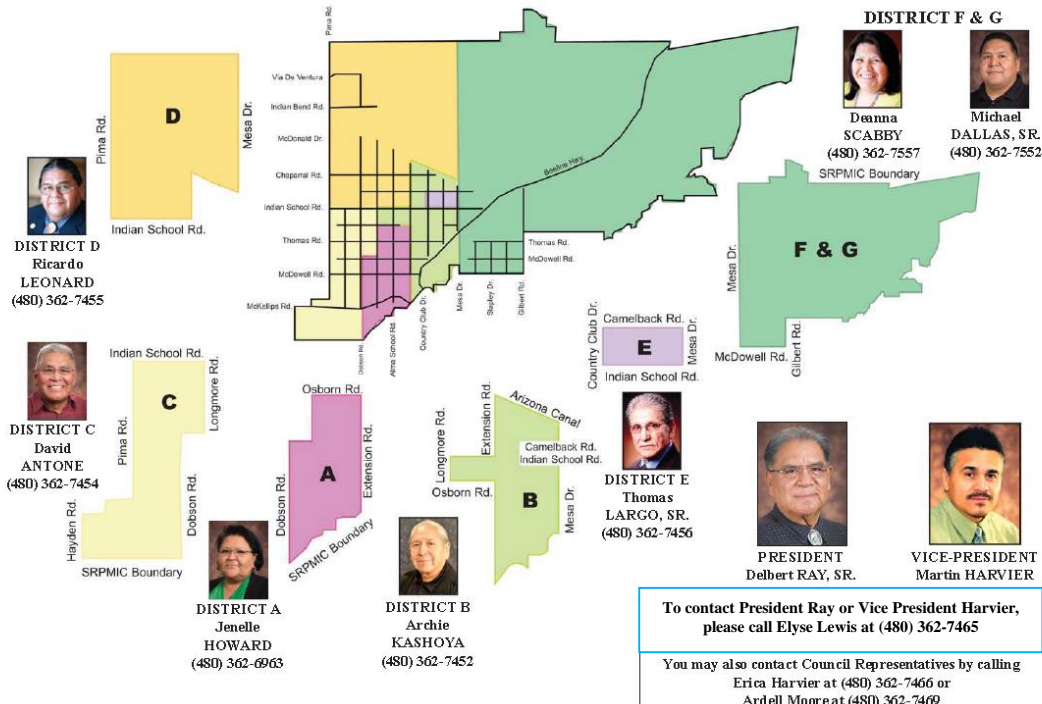 DISTRICT F & G
Deanna
SCABBY
(480) 362-7557
Michael
DALLAS, SR.
(480) 362-7552
Pima Rd.
D
Mesa Dr.
Indian School Rd.
DISTRICT D
Ricardo
LEONARD
(480) 362-7455
Pima Rd.
Via De Ventura
Indian Bend Rd.
McDonald Dr.
Chaparral Rd.
Indian School Rd.
Thomas Rd.
McDowell Rd.
McKellips Rd.
Beeline Hwy.
Thomas Rd.
McDowell Rd.
Dobson Rd.
Alma School Rd.
Country Club Dr.
Mesa Dr.
Stapley Dr.
Gilbert Rd.
SRPMIC Boundary
Mesa Dr.
F & G
McDowell Rd.
Gilbert Rd.
Country Club Dr.
Camelback Rd.
E
Mesa Dr.
Indian School Rd.
DISTRICT E
Thomas
LARGO, SR.
(480) 362-7456
DISTRICT C
David
ANTONE
(480) 362-7454
Indian School Rd.
C
Longmore Rd.
Pima Rd.
Dobson Rd.
Hayden Rd.
SRPMIC Boundary
Osborn Rd.
A
Dobson Rd.
Extension Rd.
SRPMIC Boundary
DISTRICT A
Jenelle
HOWARD
(480) 362-6963
Arizona Canal
Extension Rd.
Longmore Rd.
Camelback Rd.
Indian School Rd.
Osborn Rd.
B
Mesa Dr.
DISTRICT B
Archie
KASHOYA
(480) 362-7452
PRESIDENT
Delbert RAY, SR.
VICE-PRESIDENT
Martin HARVIER
To contact President Ray or Vice President Harvier,
please call Elyse Lewis at (480) 362-7465
You may also contact Council Representatives by calling
Erica Harvier at (480) 362-7466 or
Ardell Moore at (480) 362-7469